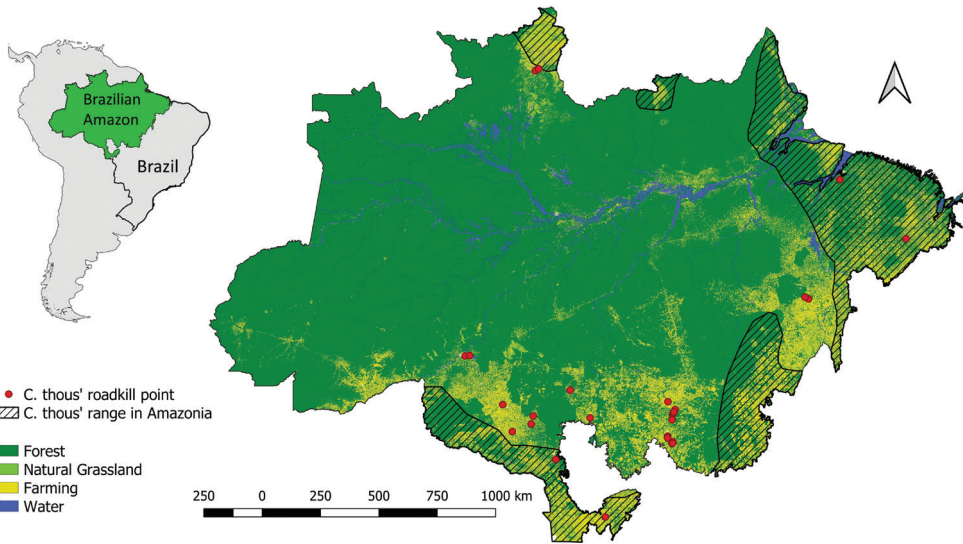 Brazilian
Amazon
Brazil
C. thous' roadkill point
C. thous' range in Amazonia
Forest
Natural Grassland
Farming
Water
250 0 250 500 750 1000 km